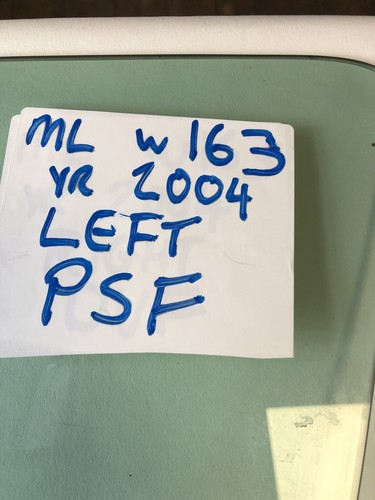 ML W163
YR 2004
LEFT
PSF